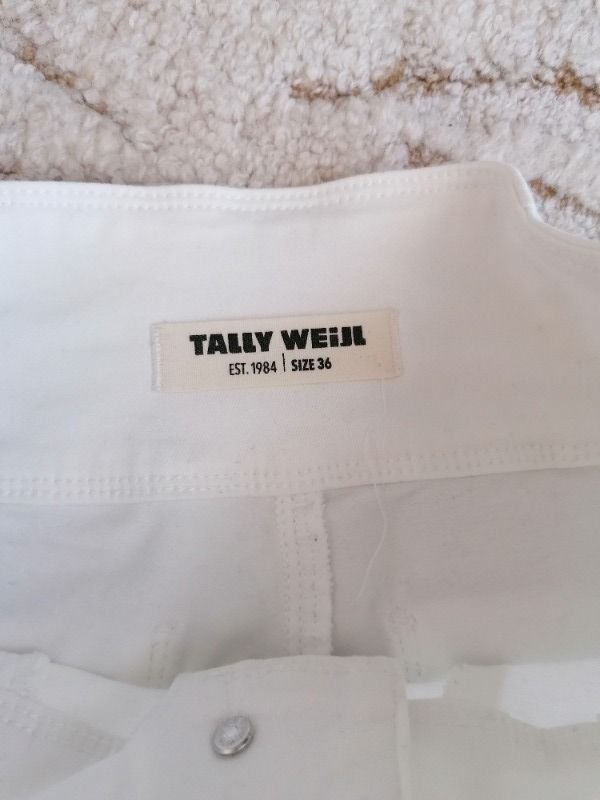 TALLY WEiJL
EST. 1984 | SIZE 36